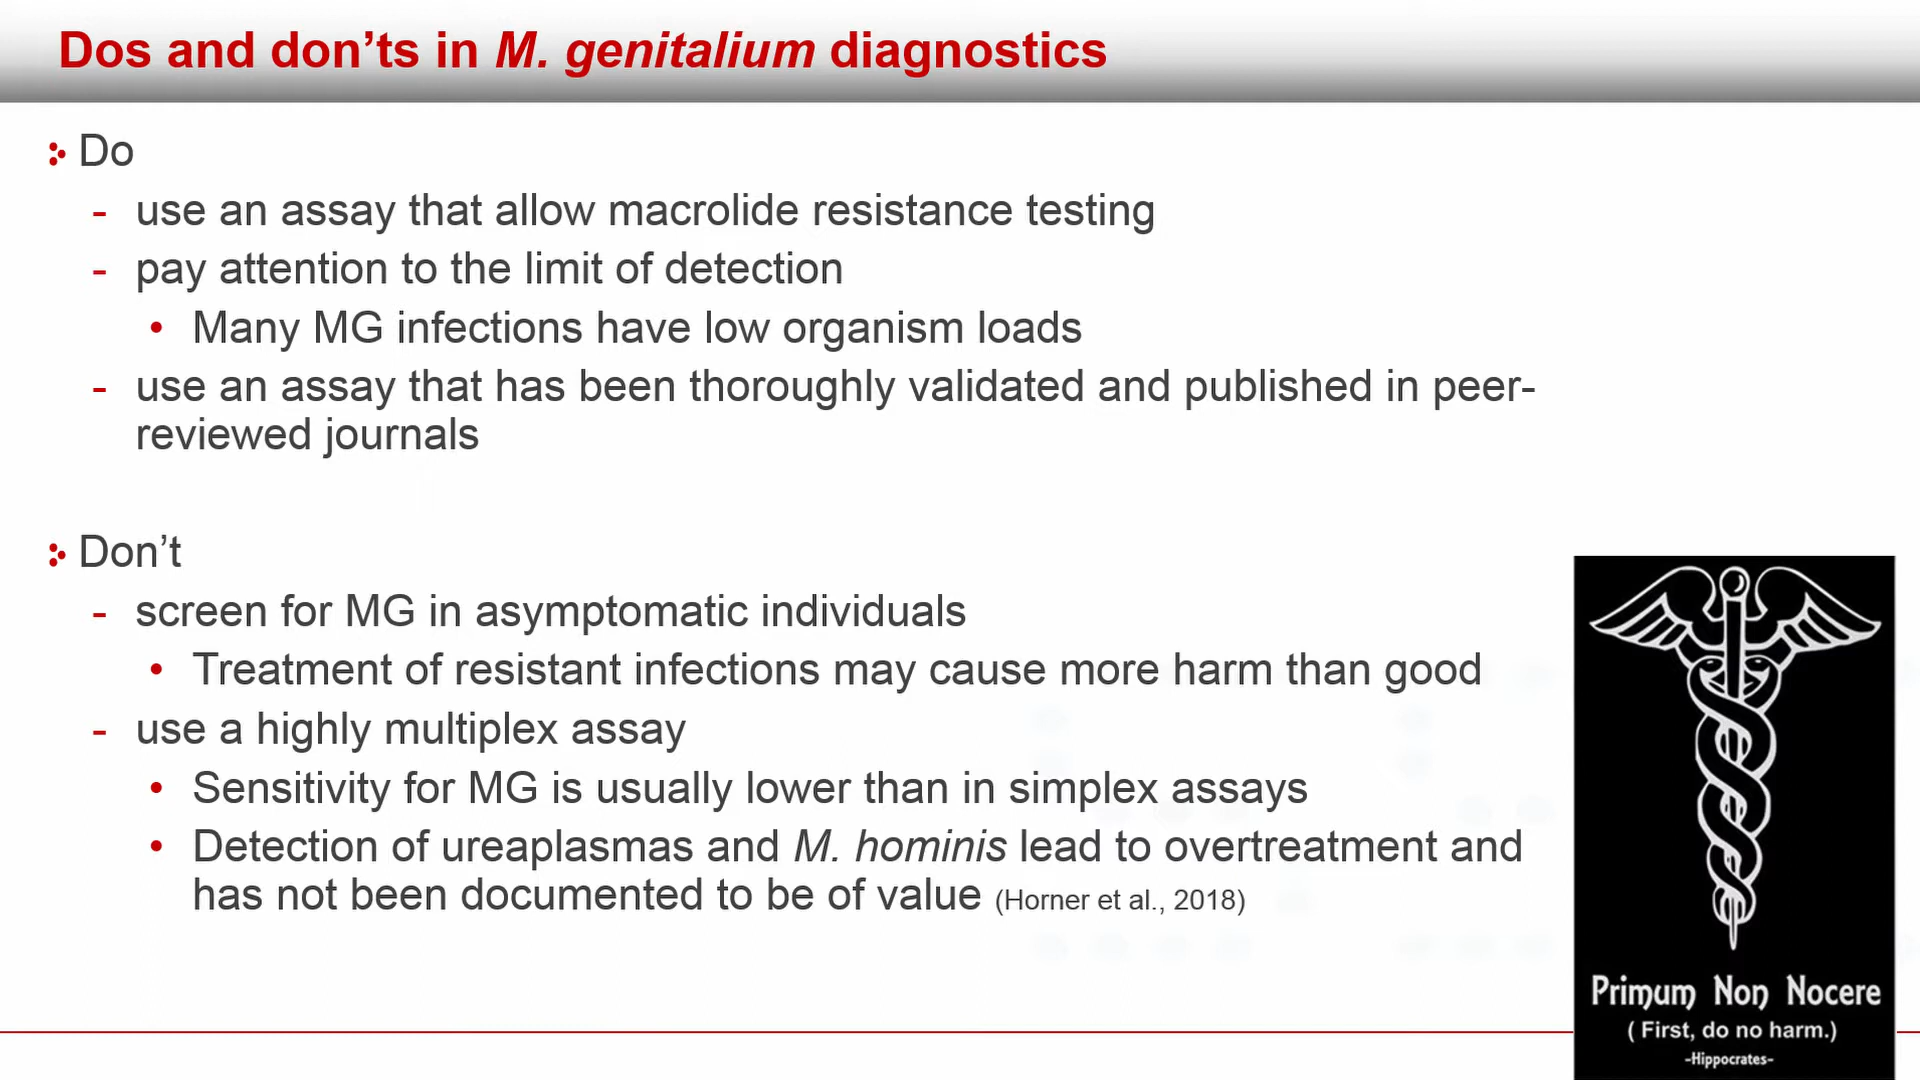 Dos and don’ts in M. genitalium diagnostics
Do
- use an assay that allow macrolide resistance testing
- pay attention to the limit of detection
• Many MG infections have low organism loads
- use an assay that has been thoroughly validated and published in peer-
reviewed journals
Don’t
- screen for MG in asymptomatic individuals
• Treatment of resistant infections may cause more harm than good
- use a highly multiplex assay
• Sensitivity for MG is usually lower than in simplex assays
• Detection of ureaplasmas and M. hominis lead to overtreatment and
has not been documented to be of value (Horner et al., 2018)
Primum Non Nocere
( First, do no harm.)
-Hippocrates-